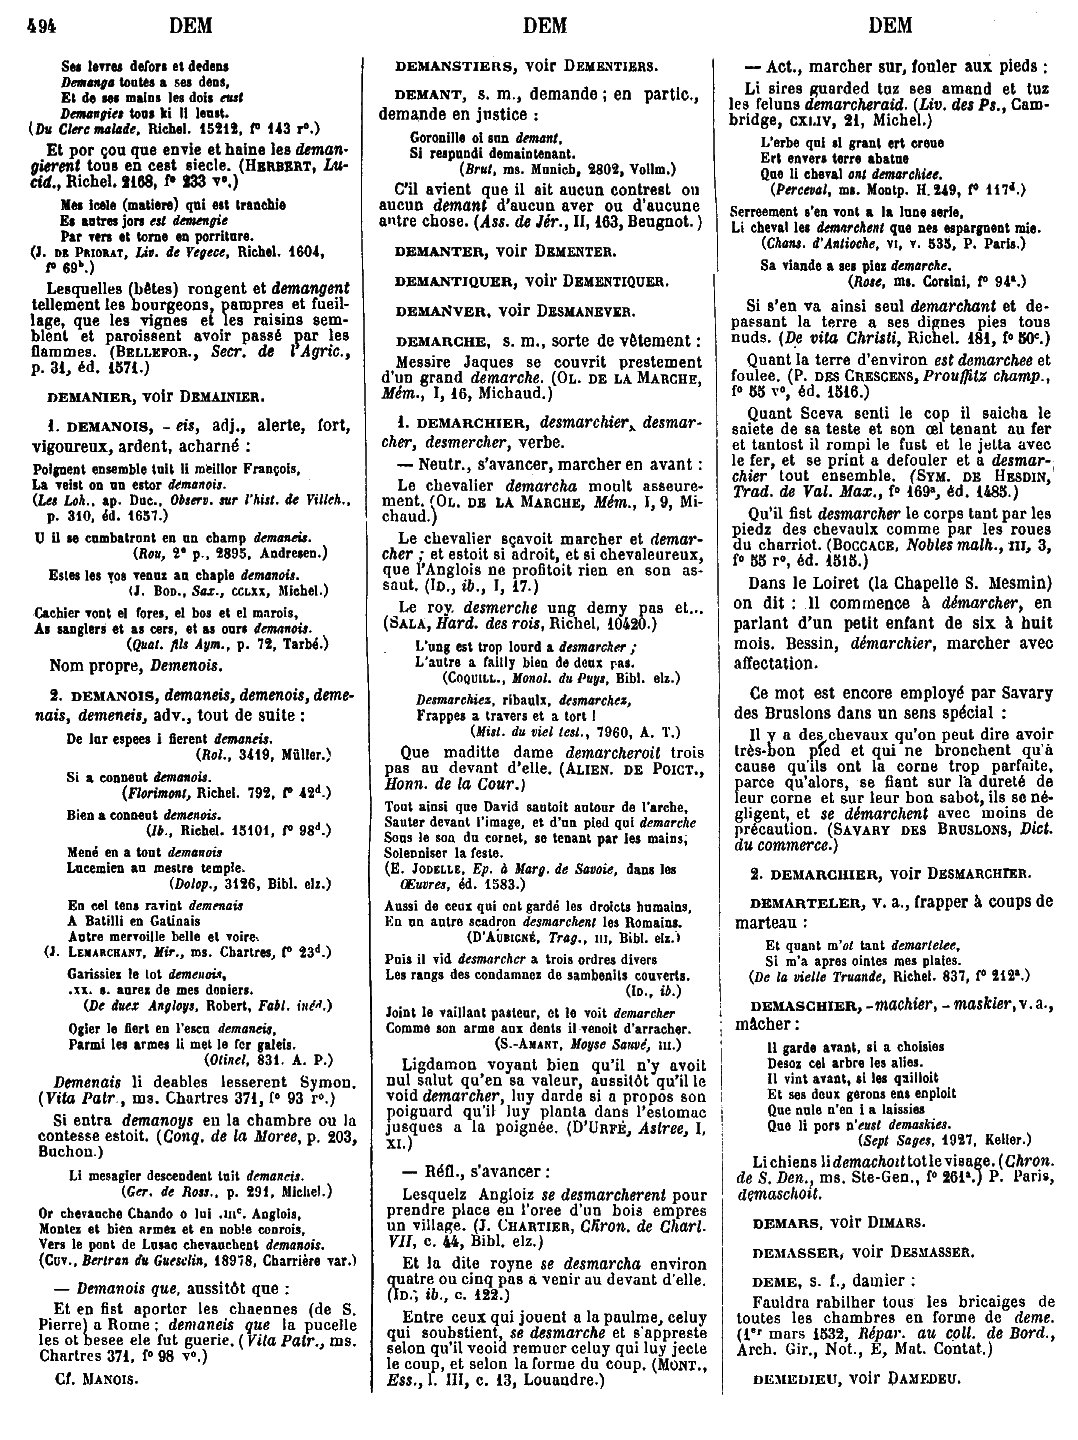 494 DEM DEM DEM
Ses levres defors et dedens
Demanga toutes a ses dens,
Et de ses mains les dois eust
Demangies tous ki li leust.
(Du Clerc malade, Richel. 15212, f° 143 r°.)
Et por çou que envie et haine les deman-
gierent tous en cest siecle. (HERBERT, Lu-
cid., Richel. 2168, f° 233 v°.)
Mes icele (matiere) qui est tranchie
Es autres jors est demengie
Par vers et torne en porriture.
(J. DE PRIORAT, Liv. de Vegece, Richel. 1604,
f° 69b.)
Lesquelles (bêtes) rongent et demangent
tellement les bourgeons, pampres et fueil-
lage, que les vignes et les raisins sem-
blent et paroissent avoir passé par les
flammes. (BELLEFOR., Secr. de l'Agric.,
p. 31, éd. 1571.)
DEMANIER, voir DEMAINIER.
1. DEMANOIS, - eis, adj., alerte, fort,
vigoureux, ardent, acharné :
Poignent ensemble tuit li meillor François,
La veist on un estor demanois.
(Les Loh., ap. Duc., Observ. sur l'hist. de Villeh.,
p. 310, éd. 1657.)
U il se combatront en un champ demaneis.
(Rou, 2e p., 2895, Andresen.)
Estes les vos venuz au chaple demanois.
(J. BOD., Sax., CCLXX, Michel.)
Cachier vont el fores, el bos et el marois,
As sanglers et as cers, et as ours demanois.
(Quat. fils Aym., p. 72, Tarbé.)
Nom propre, Demenois.
2. DEMANOIS, demaneis, demenois, deme-
nais, demeneis, adv., tout de suite :
De lur espees i fierent demaneis.
(Rol., 3419, Müller.)
Si a conneut demanois.
(Florimont, Richel. 792, f° 42d.)
Bien a conneut demenois.
(Ib., Richel. 15101, f° 98d.)
Mené en a tout demanois
Lucemien au mestre temple.
(Dolop., 3126, Bibl. elz.)
En cel tens ravint demenais
A Batilli en Gatinais
Autre mervoille belle et voire.
(J. LEMARCHANT, Mir., ms. Chartres, f° 23d.)
Garissiez le tot demenois,
.xx. s. aurez de mes deniers.
(De deux Angloys, Robert, Fabl. inéd.)
Ogier le fiert en l'escu demaneis,
Parmi les armes li met le fer galeis.
(Otinel, 831. A. P.)
Demenais li deables lesserent Symon.
(Vita Patr., ms. Chartres 371, f° 93 r°.)
Si entra demanoys en la chambre ou la
contesse estoit. (Conq. de la Moree, p. 203,
Buchon.)
Li mesagier descendent tuit demaneis.
(Ger. de Ross., p. 291, Michel.)
Or chevauche Chando o lui .IIIc. Anglois,
Montez et bien armez et en noble conrois,
Vers le pont de Lusac chevauchent demanois.
(CUV., Bertran du Guesclin, 18978, Charrière var.)
— Demanois que, aussitôt que :
Et en fist aporter les chaennes (de S.
Pierre) a Rome ; demaneis que la pucelle
les ot besee ele fut guerie. (Vita Patr., ms.
Chartres 371, f° 98 v°.)
Cf. MANOIS.
DEMANSTIERS, voir DEMENTIERS.
DEMANT, s. m., demande ; en partic.,
demande en justice :
Goronille oi sun demant,
Si respundi demaintenant.
(Brut, ms. Munich, 2802, Vollm.)
C'il avient que il ait aucun contrest ou
aucun demant d'aucun aver ou d'aucune
autre chose. (Ass. de Jér., II, 163, Beugnot.)
DEMANTER, voir DEMENTER.
DEMANTIQUER, voir DEMENTIQUER.
DEMANVER, voir DESMANEVER.
DEMARCHE, s. m., sorte de vêtement :
Messire Jaques se couvrit prestement
d'un grand demarche. (OL. DE LA MARCHE,
Mém., I, 16, Michaud.)
1. DEMARCHIER, desmarchier, desmar-
cher, desmercher, verbe.
— Neutr., s'avancer, marcher en avant :
Le chevalier demarcha moult asseure-
ment. (OL. DE LA MARCHE, Mém., I, 9, Mi-
chaud.)
Le chevalier sçavoit marcher et demar-
cher ; et estoit si adroit, et si chevaleureux,
que l'Anglois ne profitoit rien en son as-
saut. (ID., ib., I, 17.)
Le roy desmerche ung demy pas et...
(SALA, Hard. des rois, Richel. 10420.)
L'ung est trop lourd a desmarcher ;
L'autre a failly bien de deux pas.
(COQUILL., Monol. du Puys, Bibl. elz.)
Desmarchiez, ribaulx, desmarchez,
Frappes a travers et a tort !
(Mist. du viel test., 7960, A. T.)
Que maditte dame demarcheroit trois
pas au devant d'elle. (ALIEN. DE POICT.,
Honn. de la Cour.)
Tout ainsi que David sautoit autour de l'arche,
Sauter devant l'image, et d'un pied qui demarche
Sous le son du cornet, se tenant par les mains,
Solenniser la feste.
(E. JODELLE, Ep. à Marg. de Savoie, dans les
Œuvres, éd. 1583.)
Aussi de ceux qui ont gardé les droicts humains,
En un autre scadron desmarchent les Romains.
(D'AUBIGNÉ, Trag., III, Bibl. elz.)
Puis il vid desmarcher a trois ordres divers
Les rangs des condamnez de sambenits couverts.
(ID., ib.)
Joint le vaillant pasteur, et le voit demarcher
Comme son arme aux dents il venoit d'arracher.
(S.-AMANT, Moyse Sauvé, III.)
Ligdamon voyant bien qu'il n'y avoit
nul salut qu'en sa valeur, aussitôt qu'il le
void demarcher, luy darde si a propos son
poignard qu'il luy planta dans l'estomac
jusques a la poignée. (D'URFÉ, Astree, I,
XI.)
— Réfl., s'avancer :
Lesquelz Angloiz se desmarcherent pour
prendre place en l'oree d'un bois empres
un village. (J. CHARTIER, Chron. de Charl.
VII, c. 44, Bibl. elz.)
Et la dite royne se desmarcha environ
quatre ou cinq pas a venir au devant d'elle.
(ID., ib., c. 122.)
Entre ceux qui jouent a la paulme, celuy
qui soubstient, se desmarche et s'appreste
selon qu'il veoid remuer celuy qui luy jecte
le coup, et selon la forme du coup. (MONT.,
Ess., l. III, c. 13, Louandre.)
— Act., marcher sur, fouler aux pieds :
Li sires guarded tuz ses amand et tuz
les feluns demarcheraid. (Liv. des Ps., Cam-
bridge, CXLIV, 21, Michel.)
L'erbe qui si grant ert creue
Ert envers terre abatue
Que li cheval ont demarchiee.
(Perceval, ms. Montp. H. 249, f° 117d.)
Serreement s'en vont a la lune serie,
Li cheval les demarchent que nes espargnent mie.
(Chans. d'Antioche, VI, v. 535, P. Paris.)
Sa viande a ses piez demarche.
(Rose, ms. Corsini, f° 94a.)
Si s'en va ainsi seul demarchant et de-
passant la terre a ses dignes pies tous
nuds. (De vita Christi, Richel. 181, f° 50c.)
Quant la terre d'environ est demarchee et
foulee. (P. DES CRESCENS, Prouffitz champ.,
f° 55 v°, éd. 1516.)
Quant Sceva senti le cop il saicha le
saiete de sa teste et son œl tenant au fer
et tantost il rompi le fust et le jetta avec
le fer, et se print a defouler et a desmar-
chier tout ensemble. (SYM. DE HESDIN,
Trad. de Val. Max., f° 169a, éd. 1485.)
Qu'il fist desmarcher le corps tant par les
piedz des chevaulx comme par les roues
du charriot. (BOCCACE, Nobles malh., III, 3,
f° 55 r°, éd. 1515.)
Dans le Loiret (la Chapelle S. Mesmin)
on dit : Il commence à démarcher, en
parlant d'un petit enfant de six à huit
mois. Bessin, démarchier, marcher avec
affectation.
Ce mot est encore employé par Savary
des Bruslons dans un sens spécial :
Il y a des chevaux qu'on peut dire avoir
très-bon pied et qui ne bronchent qu'à
cause qu'ils ont la corne trop parfaite,
parce qu'alors, se fiant sur la dureté de
leur corne et sur leur bon sabot, ils se né-
gligent, et se démarchent avec moins de
précaution. (SAVARY DES BRUSLONS, Dict.
du commerce.)
2. DEMARCHIER, voir DESMARCHIER.
DEMARTELER, v. a., frapper à coups de
marteau :
Et quant m'ot tant demartelee,
Si m'a apres ointes mes plates.
(De la vielle Truande, Richel. 837, f° 212a.)
DEMASCHIER, -machier, - maskier, v. a.,
mâcher :
Il garde avant, si a choisies
Desoz cel arbre les alies.
Il vint avant, si les quilloit
Et ses deux gerons ens enploit
Que nule n'en i a laissies
Que li pors n'eust demaskies.
(Sept Sages, 1027, Keller.)
Li chiens li demachoit tot le visage. (Chron.
de S. Den., ms. Ste-Gen., f° 261a.) P. Paris,
demaschoit.
DEMARS, voir DIMARS.
DEMASSER, voir DESMASSER.
DEME, s. f., damier :
Fauldra rabilher tous les bricaiges de
toutes les chambres en forme de deme.
(1er mars 1532, Répar. au coll. de Bord.,
Arch. Gir., Not., E, Mat. Contat.)
DEMEDIEU, voir DAMEDEU.